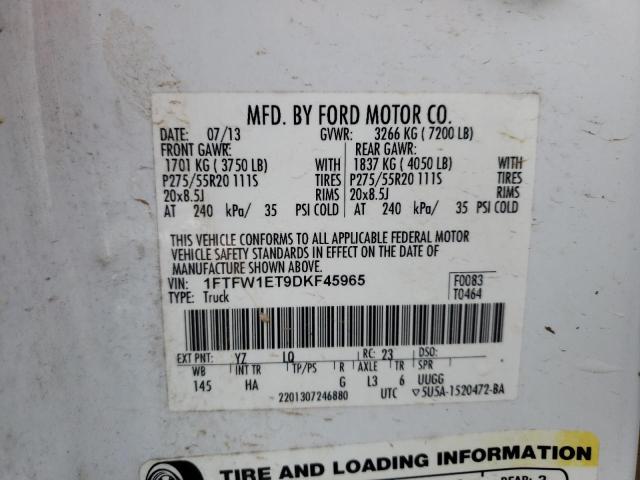 MFD. BY FORD MOTOR CO.
DATE: 07/13 GVWR: 3266 KG ( 7200 LB)
FRONT GAWR: REAR GAWR:
1701 KG ( 3750 LB) WITH 1837 KG ( 4050 LB) WITH
P275/55R20 111S TIRES P275/55R20 111S TIRES
20x8.5J RIMS 20x8.5J RIMS
AT 240 kPa/ 35 PSI COLD AT 240 kPa/ 35 PSI COLD
THIS VEHICLE CONFORMS TO ALL APPLICABLE FEDERAL MOTOR
VEHICLE SAFETY STANDARDS IN EFFECT ON THE DATE OF
MANUFACTURE SHOWN ABOVE.
VIN: 1FTFW1ET9DKF45965 F0083
TYPE: Truck T0464
EXT PNT: YZ LQ RC: 23 DSO:
WB INT TR TP/PS R AXLE TR SPR
145 HA G L3 6 UUGG
2201307246880 UTC ▽5U5A-1520472-BA
TIRE AND LOADING INFORMATION